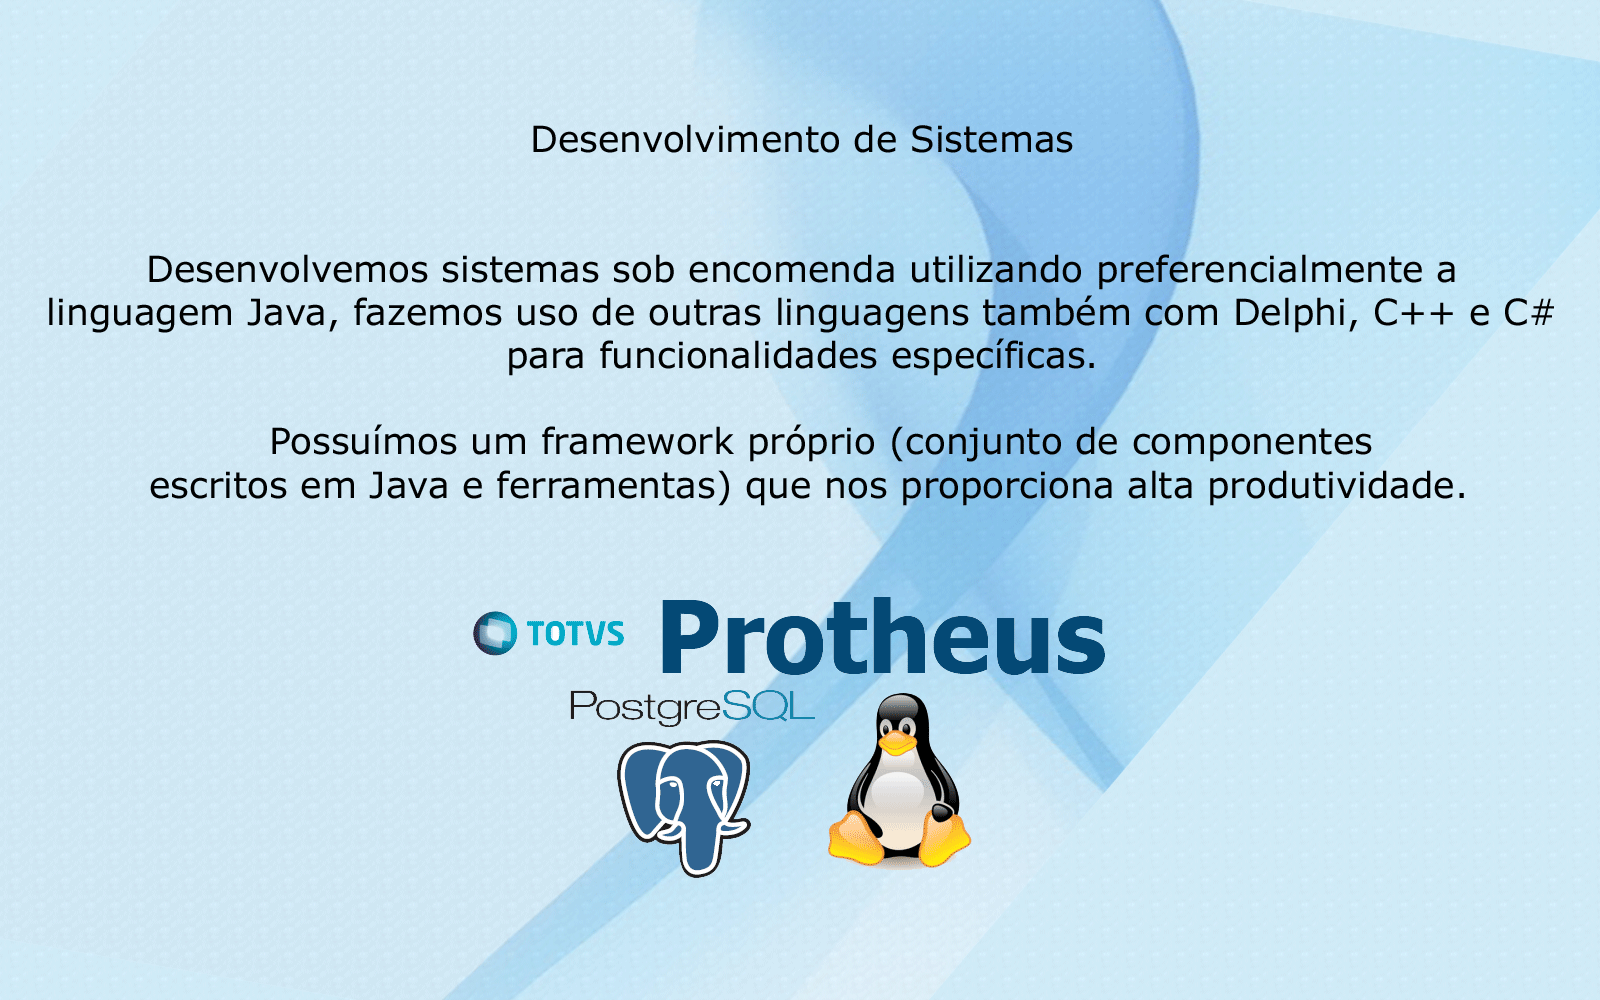 Desenvolvimento de Sistemas
Desenvolvemos sistemas sob encomenda utilizando preferencialmente a
linguagem Java, fazemos uso de outras linguagens também com Delphi, C++ e C#
para funcionalidades específicas.
Possuímos um framework próprio (conjunto de componentes
escritos em Java e ferramentas) que nos proporciona alta produtividade.
TOTVS Protheus
PostgreSQL